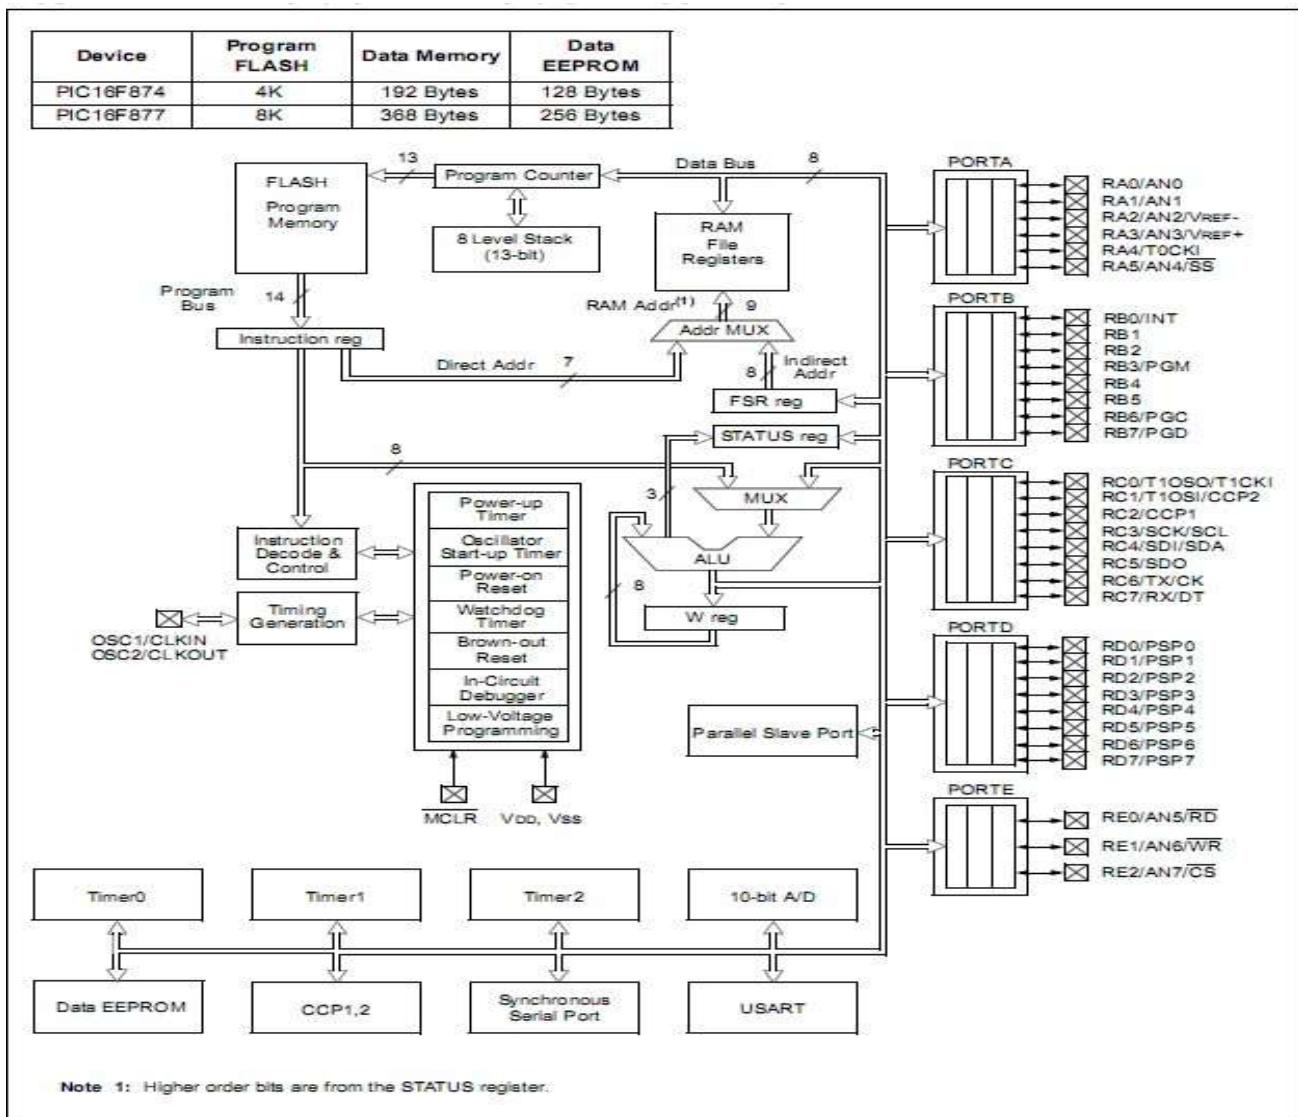 Device Program FLASH Data Memory Data EEPROM
PIC16F874 4K 192 Bytes 128 Bytes
PIC16F877 8K 368 Bytes 256 Bytes
FLASH
Program
Memory
13
Program Counter
8 Level Stack
(13-bit)
Data Bus
8
RAM
File
Registers
Program
Bus
14
RAM Addr(1)
9
Addr MUX
Instruction reg
Direct Addr
7
8
Indirect
Addr
FSR reg
STATUS reg
8
3
MUX
ALU
8
W reg
Instruction
Decode &
Control
Timing
Generation
OSC1/CLKIN
OSC2/CLKOUT
Power-up
Timer
Oscillator
Start-up Timer
Power-on
Reset
Watchdog
Timer
Brown-out
Reset
In-Circuit
Debugger
Low-Voltage
Programming
MCLR
VDD, VSS
Parallel Slave Port
PORTA
RA0/AN0
RA1/AN1
RA2/AN2/VREF-
RA3/AN3/VREF+
RA4/T0CKI
RA5/AN4/SS
PORTB
RB0/INT
RB1
RB2
RB3/PGM
RB4
RB5
RB6/PGC
RB7/PGD
PORTC
RC0/T1OSO/T1CKI
RC1/T1OSI/CCP2
RC2/CCP1
RC3/SCK/SCL
RC4/SDI/SDA
RC5/SDO
RC6/TX/CK
RC7/RX/DT
PORTD
RD0/PSP0
RD1/PSP1
RD2/PSP2
RD3/PSP3
RD4/PSP4
RD5/PSP5
RD6/PSP6
RD7/PSP7
PORTE
RE0/AN5/RD
RE1/AN6/WR
RE2/AN7/CS
Timer0
Timer1
Timer2
10-bit A/D
Data EEPROM
CCP1,2
Synchronous
Serial Port
USART
Note 1: Higher order bits are from the STATUS register.